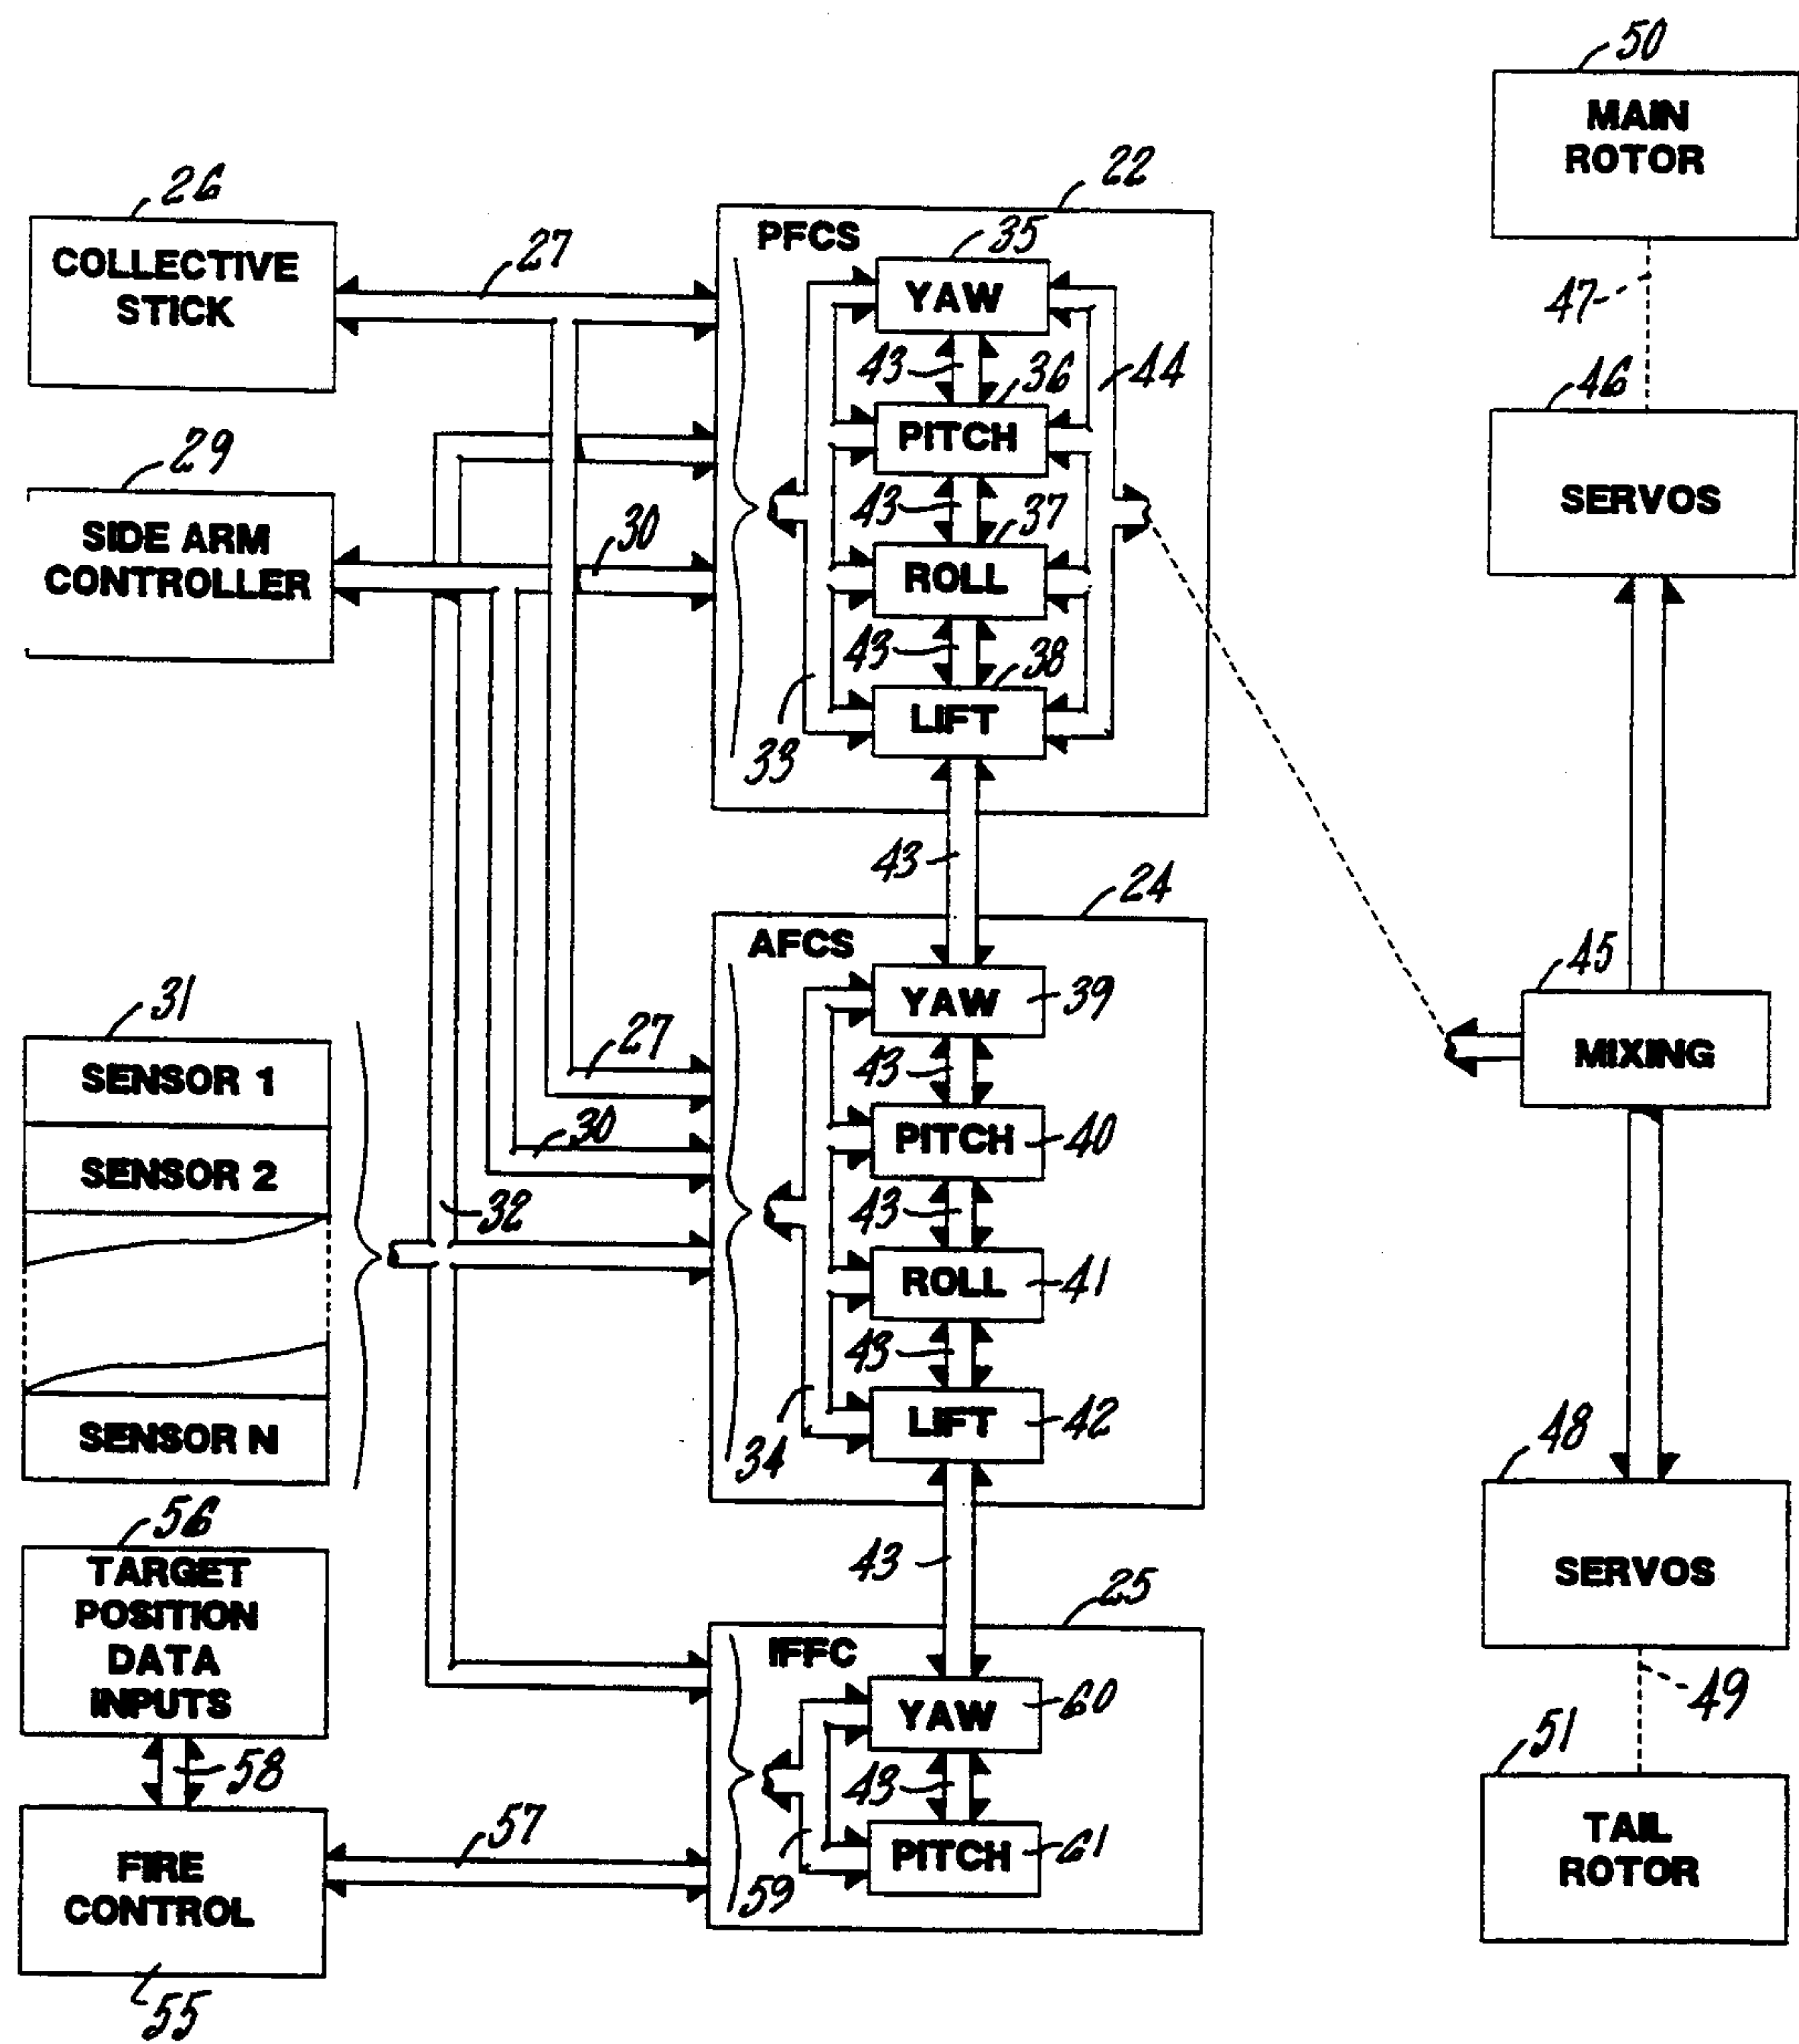 50
MAIN
ROTOR
47
46
SERVOS
26
COLLECTIVE
STICK
27
29
SIDE ARM
CONTROLLER
30
22
PFCS
35
YAW
43
36
PITCH
44
43
37
ROLL
43
38
LIFT
33
43
24
AFCS
YAW
39
43
PITCH
40
43
ROLL
41
43
LIFT
42
34
27
30
32
31
SENSOR 1
SENSOR 2
SENSOR N
45
MIXING
43
25
IFFC
YAW
60
43
PITCH
61
59
56
TARGET
POSITION
DATA
INPUTS
58
57
FIRE
CONTROL
55
48
SERVOS
49
51
TAIL
ROTOR